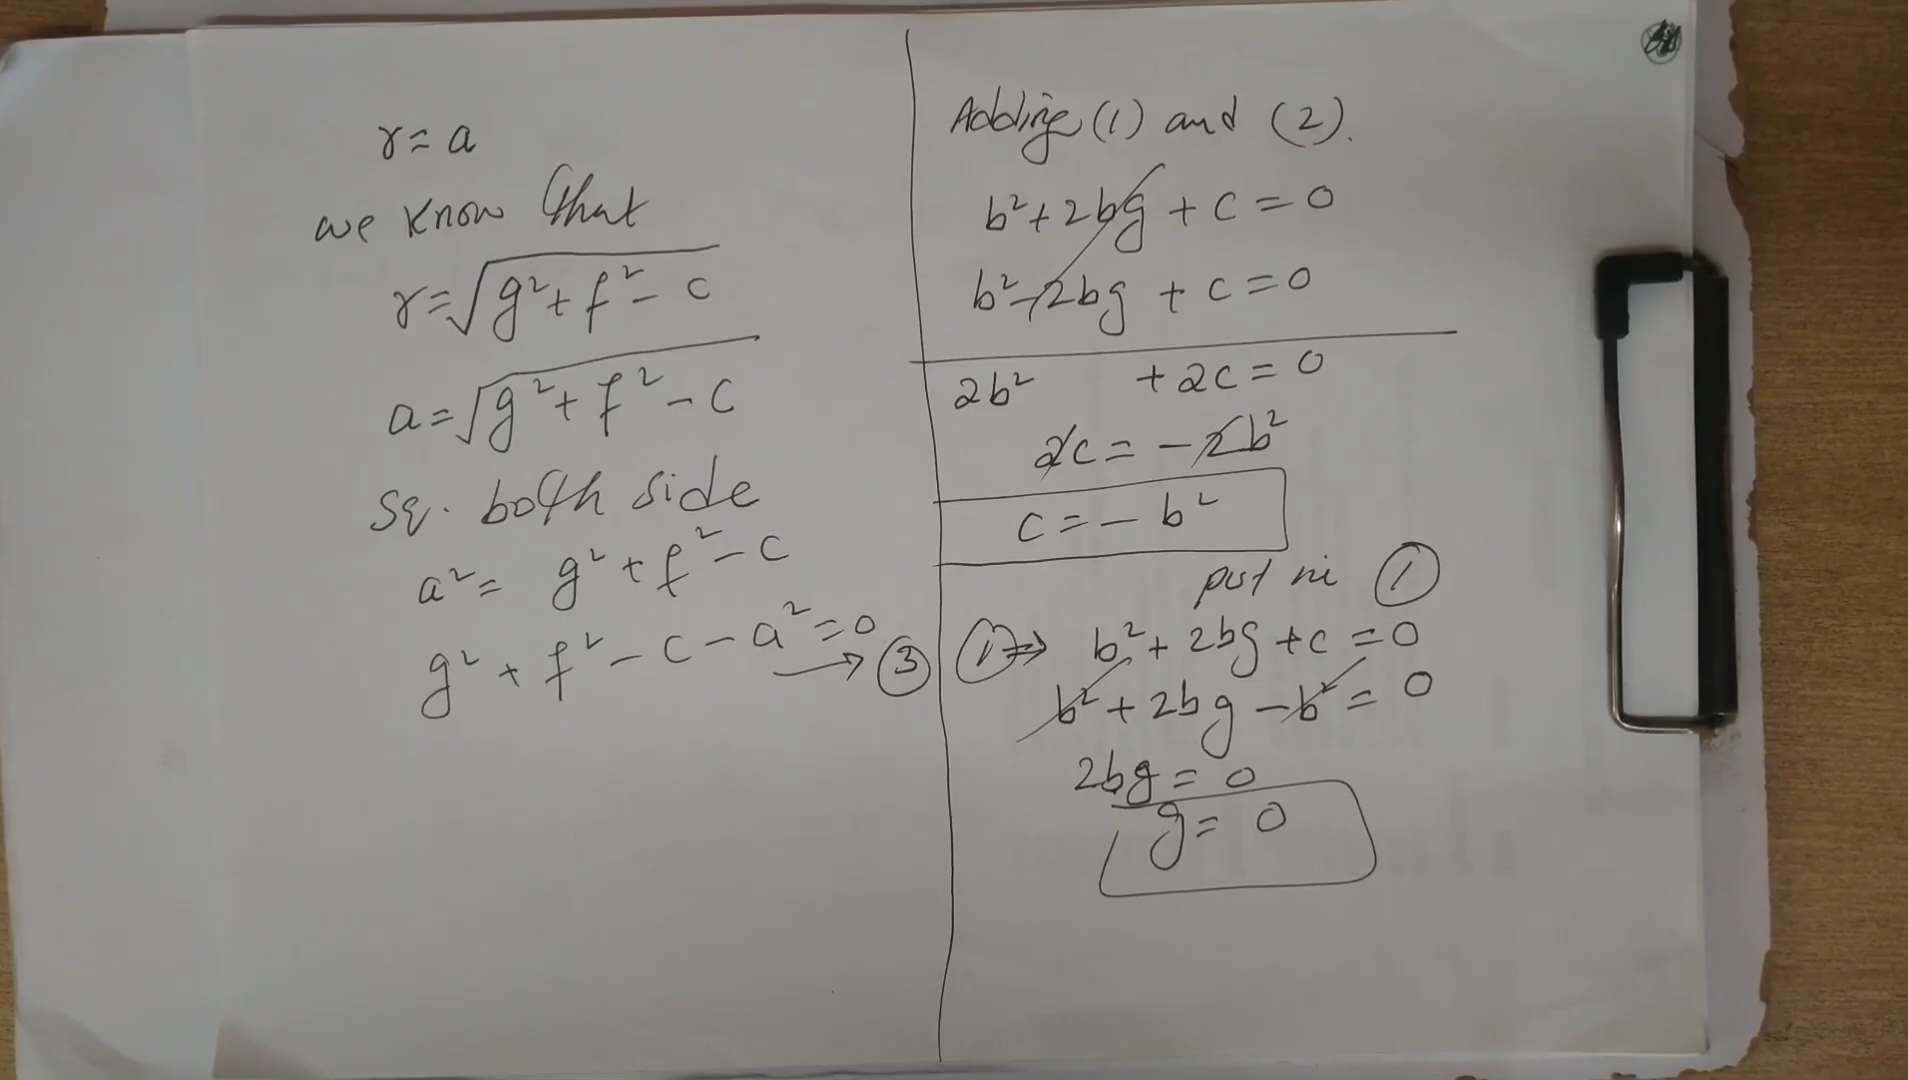 r = a
we know that
r = √g² + f² - c
a = √g² + f² - c
sq. both side
a² = g² + f² - c
g² + f² - c - a² = 0
→ ③
Adding (1) and (2).
b² + 2bg + c = 0
b² - 2bg + c = 0
2b² + 2c = 0
2c = - 2b²
c = - b²
put in ①
① ⇒ b² + 2bg + c = 0
b² + 2bg - b² = 0
2bg = 0
g = 0